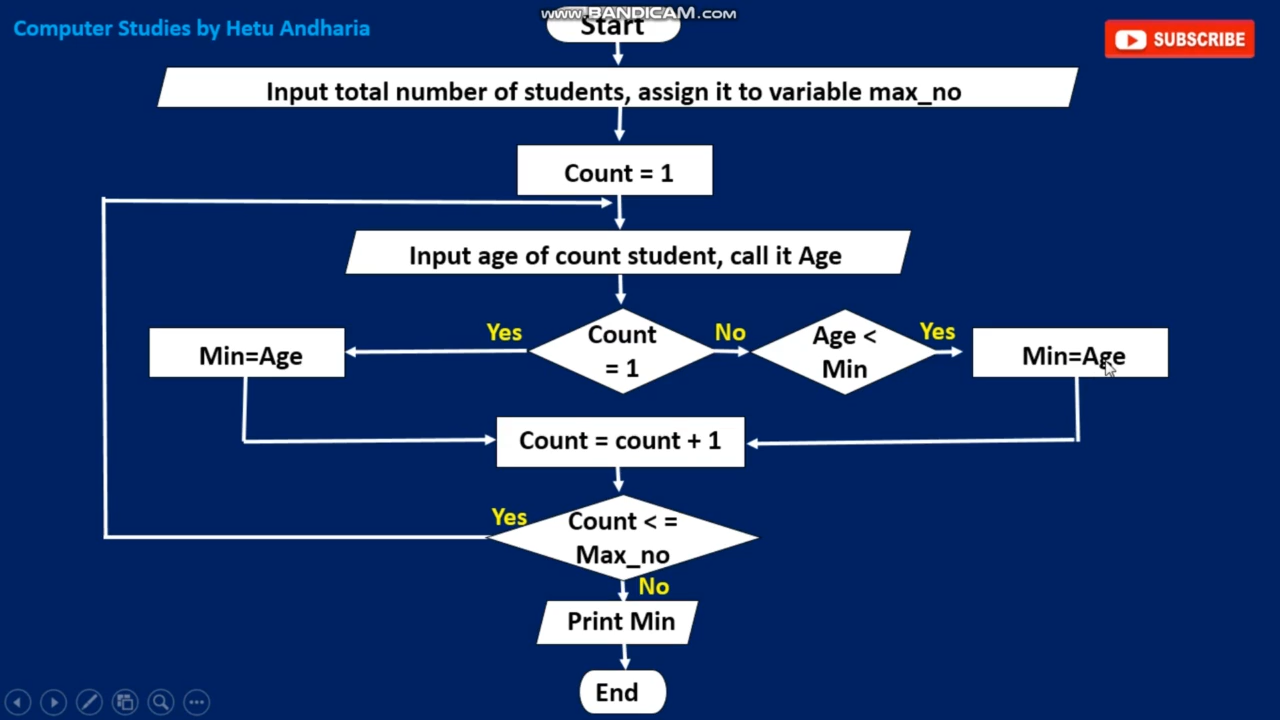 www.BANDICAM.com
Computer Studies by Hetu Andharia
Start
SUBSCRIBE
Input total number of students, assign it to variable max_no
Count = 1
Input age of count student, call it Age
Yes
Count
= 1
No
Age <
Min
Yes
Min=Age
Min=Age
Count = count + 1
Yes
Count < =
Max_no
No
Print Min
End